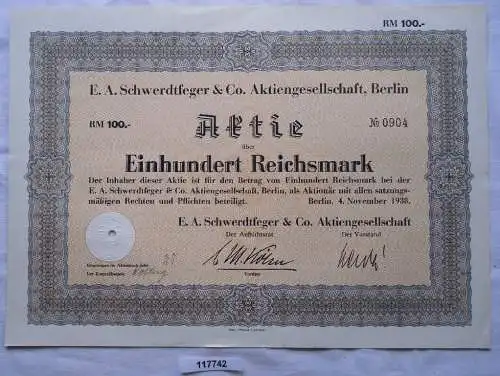 RM 100.-
E. A. Schwerdtfeger & Co. Aktiengesellschaft, Berlin
RM 100.-
Aktie
№ 0904
über
Einhundert Reichsmark
Der Inhaber dieser Aktie ist für den Betrag von Einhundert Reichsmark bei der
E. A. Schwerdtfeger & Co. Aktiengesellschaft, Berlin, als Aktionär mit allen satzungs-
mäßigen Rechten und Pflichten beteiligt. Berlin, 4. November 1938.
E. A. Schwerdtfeger & Co. Aktiengesellschaft
Der Aufsichtsrat Der Vorstand
Der Kontrollbeamte
117742